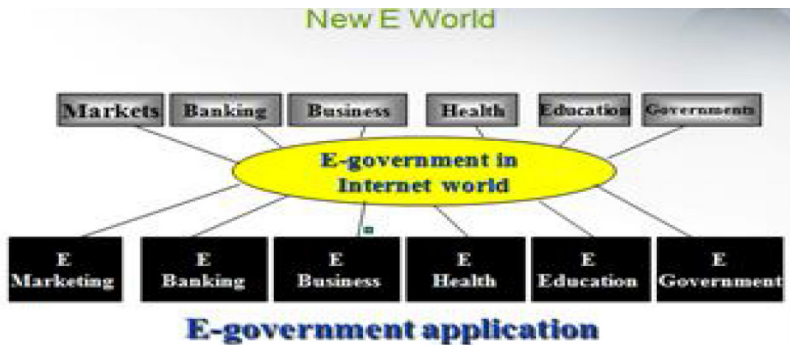 New E World
Markets Banking Business Health Education Governments
E-government in
Internet world
E E E E E E
Marketing Banking Business Health Education Government
E-government application